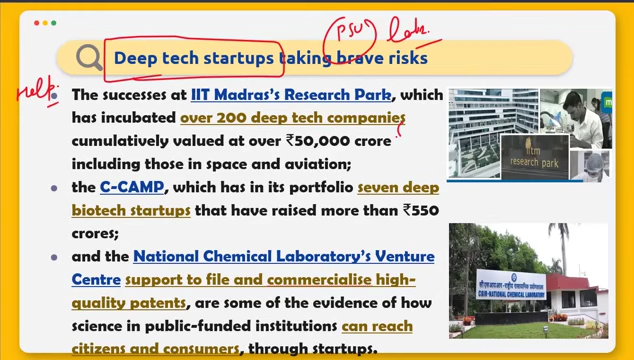 PSU lab.
Deep tech startups taking brave risks
Help
The successes at IIT Madras's Research Park, which
has incubated over 200 deep tech companies
cumulatively valued at over ₹50,000 crore
including those in space and aviation;
the C-CAMP, which has in its portfolio seven deep
biotech startups that have raised more than ₹550
crores;
and the National Chemical Laboratory's Venture
Centre support to file and commercialise high-
quality patents, are some of the evidence of how
science in public-funded institutions can reach
citizens and consumers, through startups.
iitm
research park
CSIR-NATIONAL CHEMICAL LABORATORY